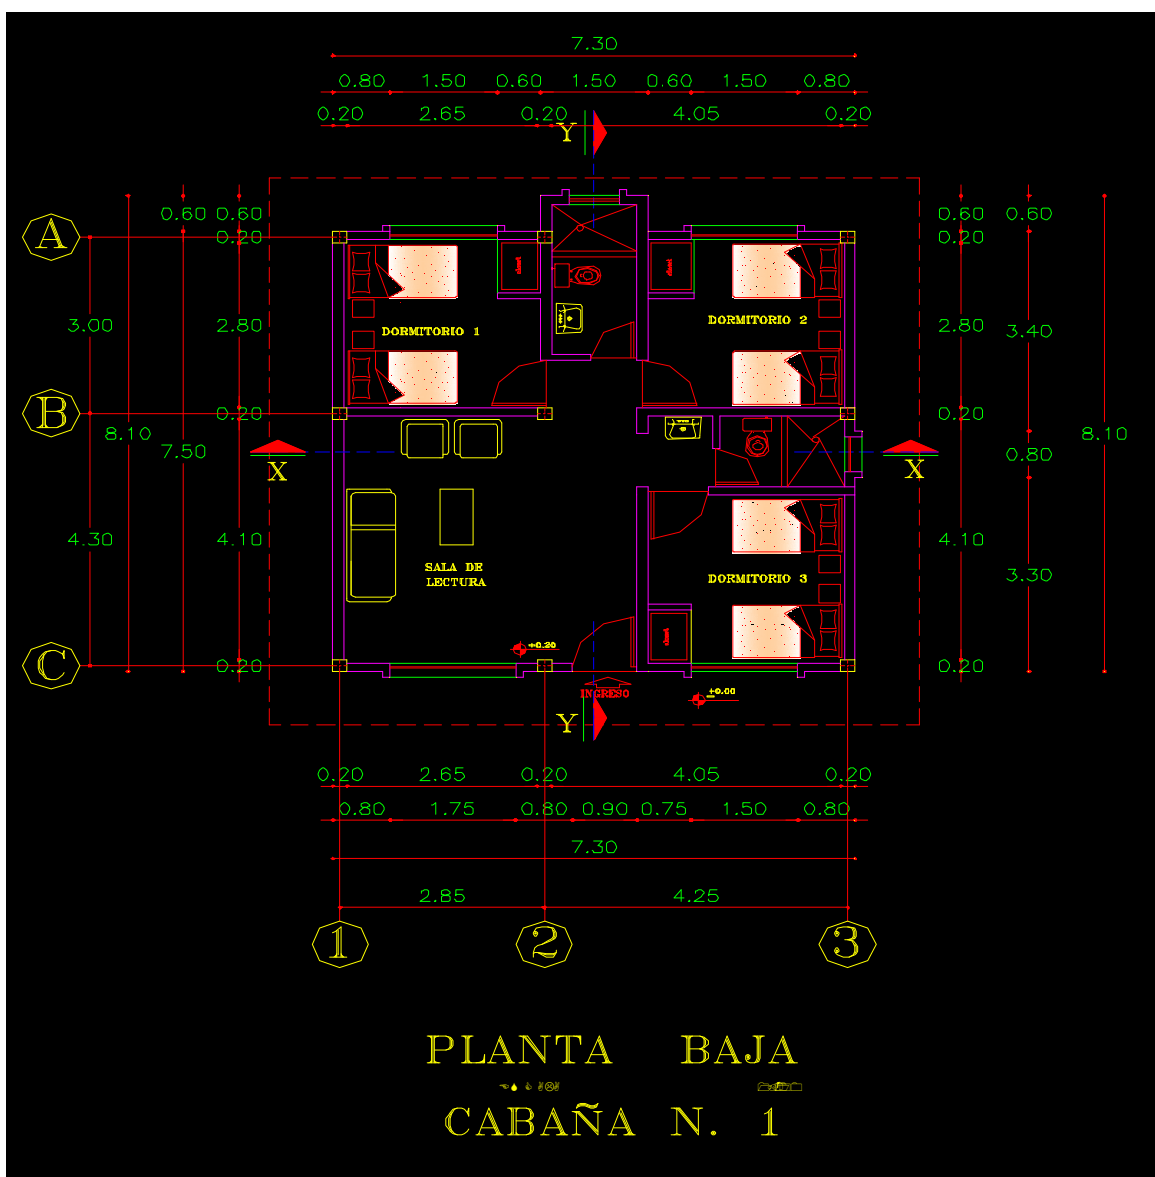 7.30
0.80 1.50 0.60 1.50 0.60 1.50 0.80
0.20 2.65 0.20 4.05 0.20
Y
0.60 0.60 0.60 0.60
A 0.20 0.20
DORMITORIO 1 DORMITORIO 2
3.00 2.80 2.80 3.40
B 0.20 0.20
8.10 7.50 8.10
X X
0.80
4.30 4.10 4.10
SALA DE
LECTURA
DORMITORIO 3
3.30
+0.20
C 0.20 0.20
INGRESO
+0.00
Y
0.20 2.65 0.20 4.05 0.20
0.80 1.75 0.80 0.90 0.75 1.50 0.80
7.30
2.85 4.25
1 2 3
PLANTA BAJA
CABAÑA N. 1